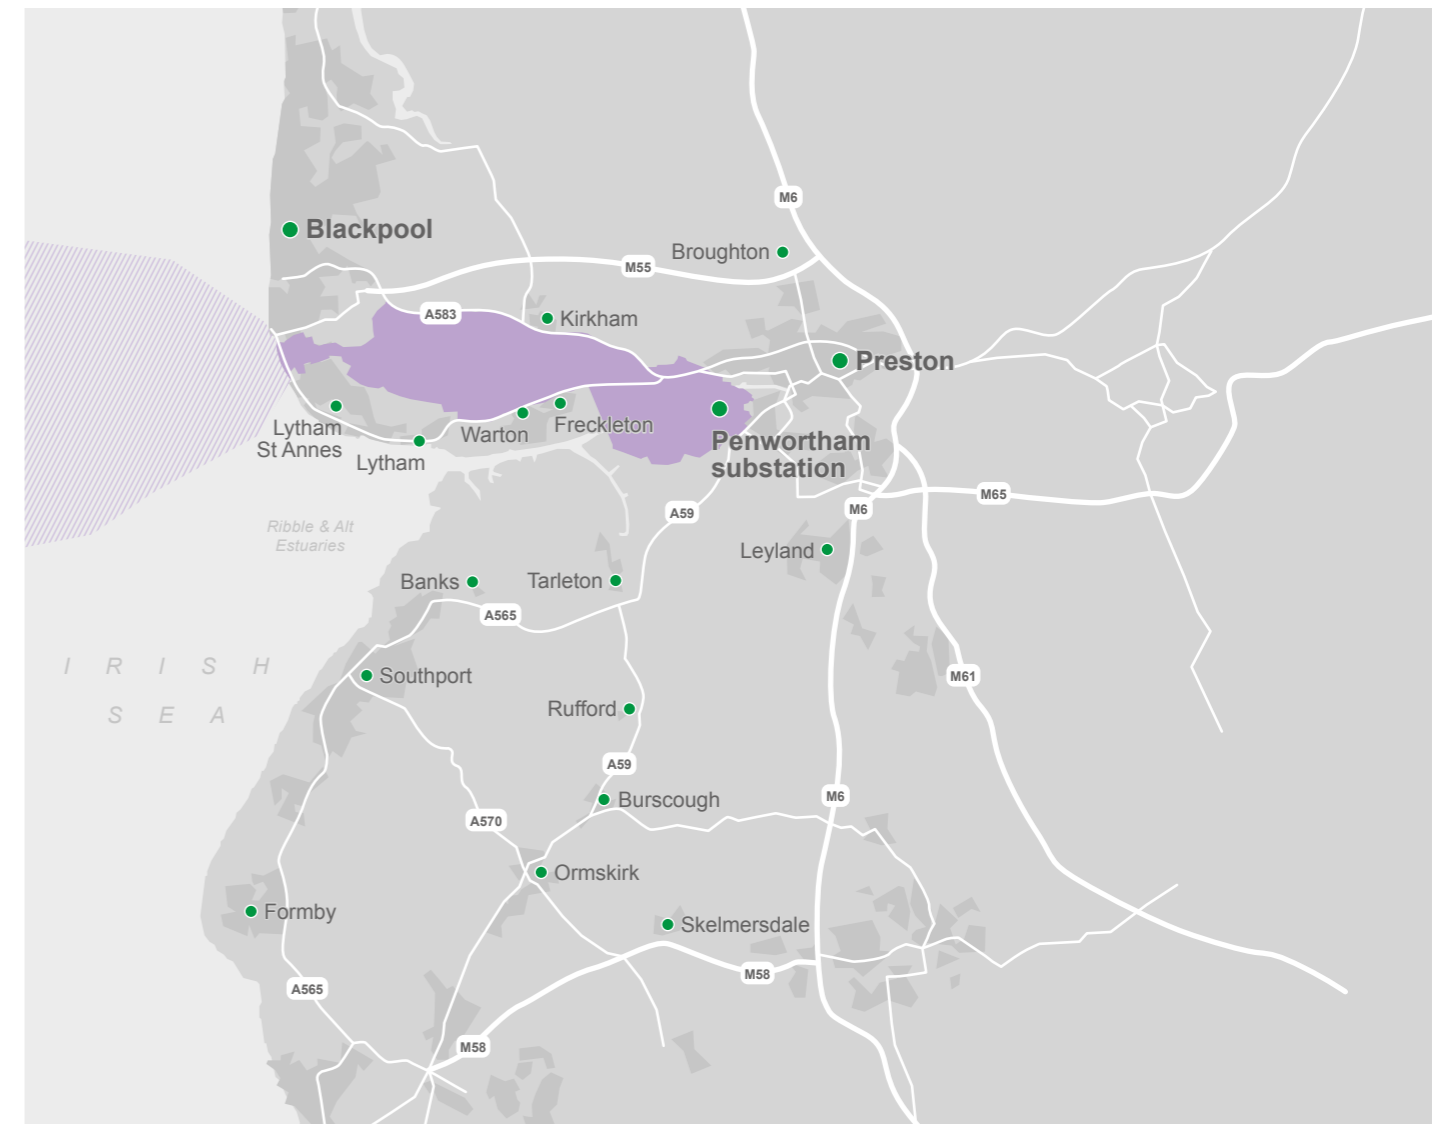 M6
Blackpool
Broughton
M55
A583
Kirkham
Preston
Lytham
St Annes
Warton
Freckleton
Lytham
Penwortham
substation
M65
A59
M6
Ribble & Alt
Estuaries
Leyland
Banks
Tarleton
A565
IRISH
SEA
Southport
M61
Rufford
A59
M6
Burscough
A570
Ormskirk
Formby
Skelmersdale
M58
A565
M58